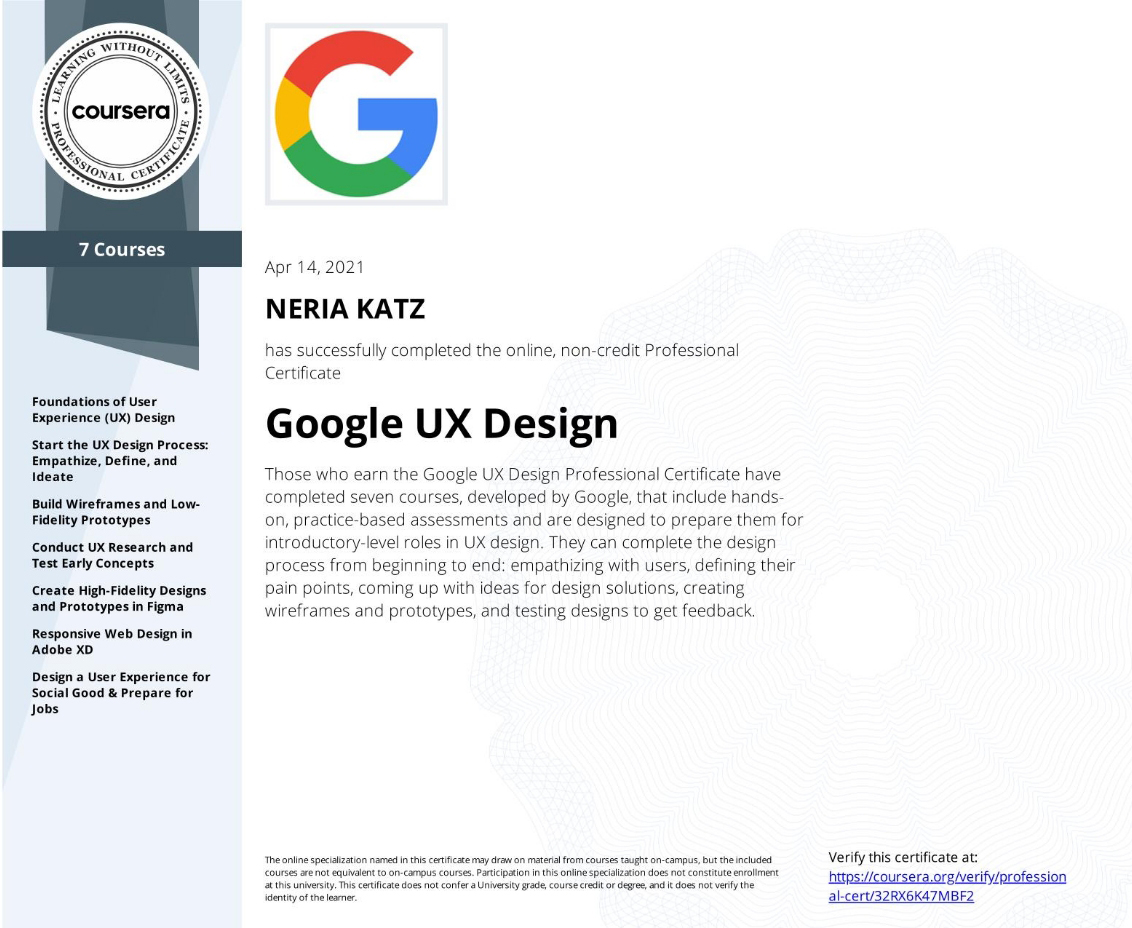 LEARNING WITHOUT LIMITS
coursera
PROFESSIONAL CERTIFICATE
7 Courses
Foundations of User
Experience (UX) Design
Start the UX Design Process:
Empathize, Define, and
Ideate
Build Wireframes and Low-
Fidelity Prototypes
Conduct UX Research and
Test Early Concepts
Create High-Fidelity Designs
and Prototypes in Figma
Responsive Web Design in
Adobe XD
Design a User Experience for
Social Good & Prepare for
Jobs
G
Apr 14, 2021
NERIA KATZ
has successfully completed the online, non-credit Professional
Certificate
Google UX Design
Those who earn the Google UX Design Professional Certificate have
completed seven courses, developed by Google, that include hands-
on, practice-based assessments and are designed to prepare them for
introductory-level roles in UX design. They can complete the design
process from beginning to end: empathizing with users, defining their
pain points, coming up with ideas for design solutions, creating
wireframes and prototypes, and testing designs to get feedback.
The online specialization named in this certificate may draw on material from courses taught on-campus, but the included
courses are not equivalent to on-campus courses. Participation in this online specialization does not constitute enrollment
at this university. This certificate does not confer a University grade, course credit or degree, and it does not verify the
identity of the learner.
Verify this certificate at:
https://coursera.org/verify/profession
al-cert/32RX6K47MBF2